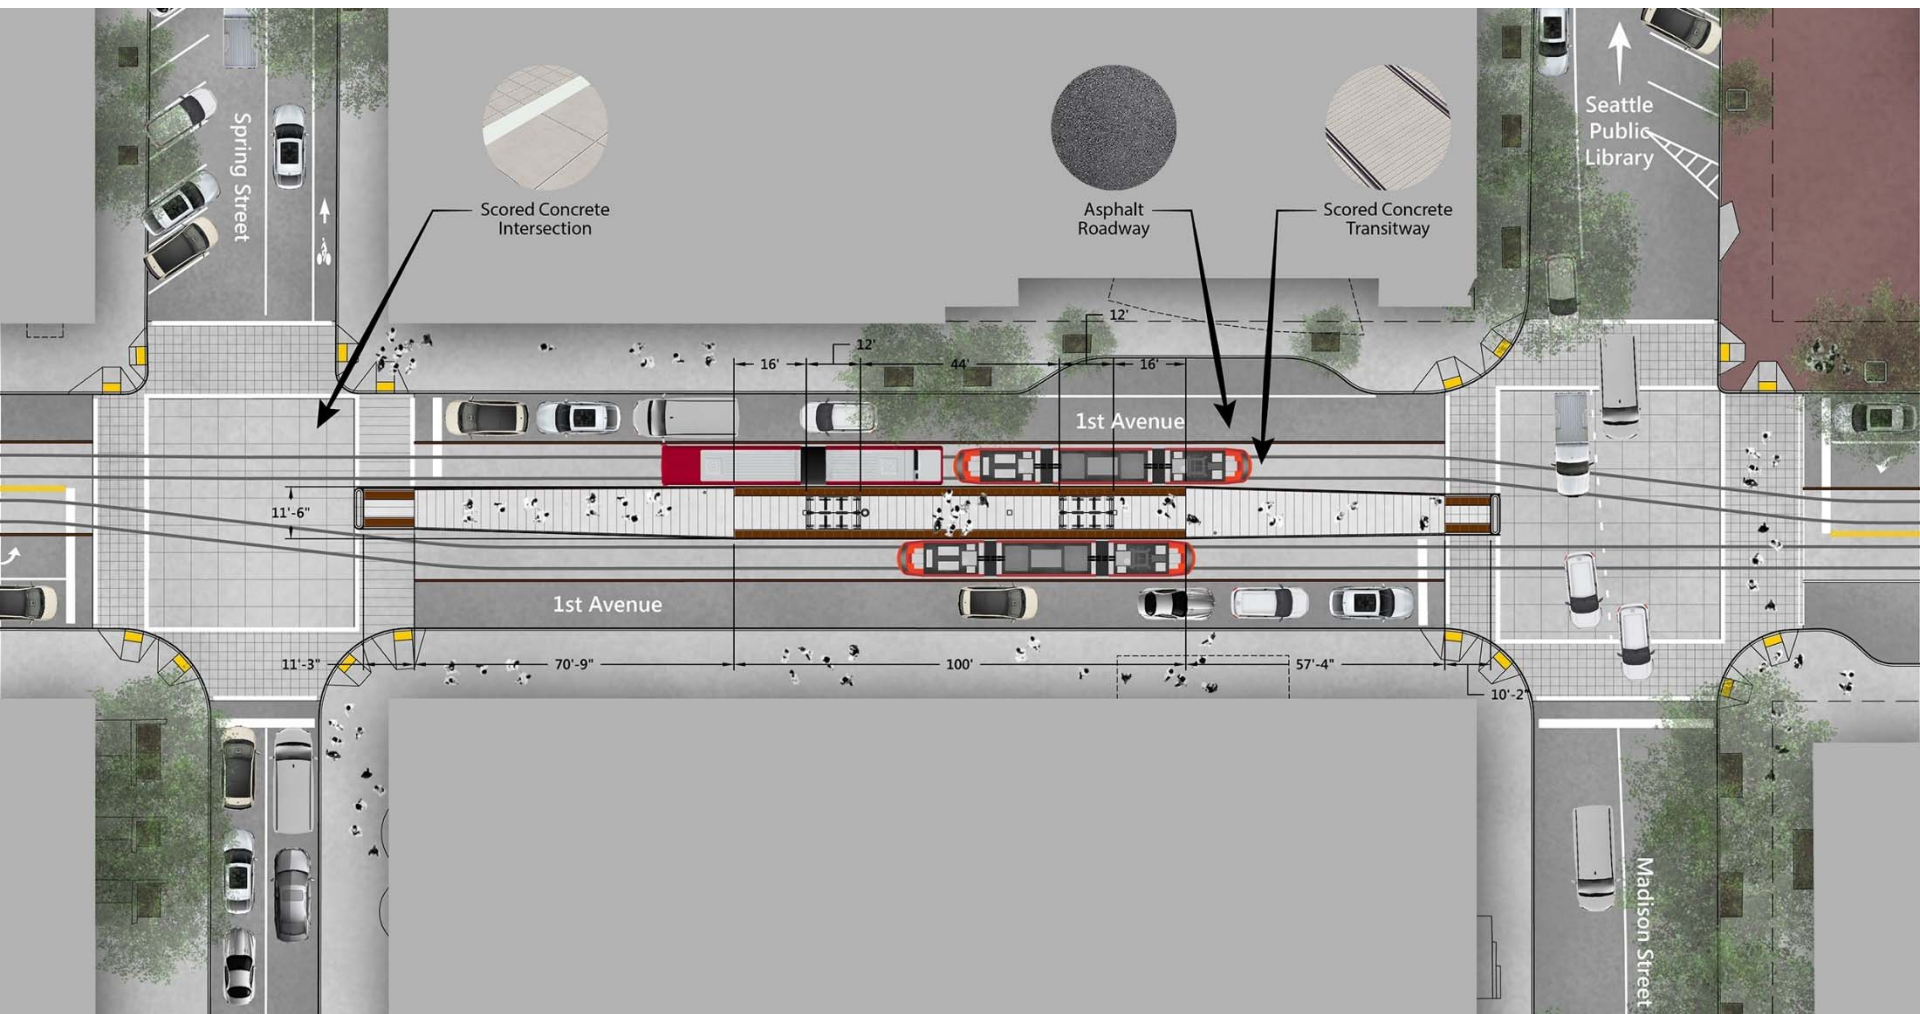 Spring Street
Scored Concrete
Intersection
Asphalt
Roadway
Scored Concrete
Transitway
Seattle
Public
Library
12'
12'
16'
44'
16'
1st Avenue
11'-6"
1st Avenue
11'-3"
70'-9"
100'
57'-4"
10'-2"
Madison Street